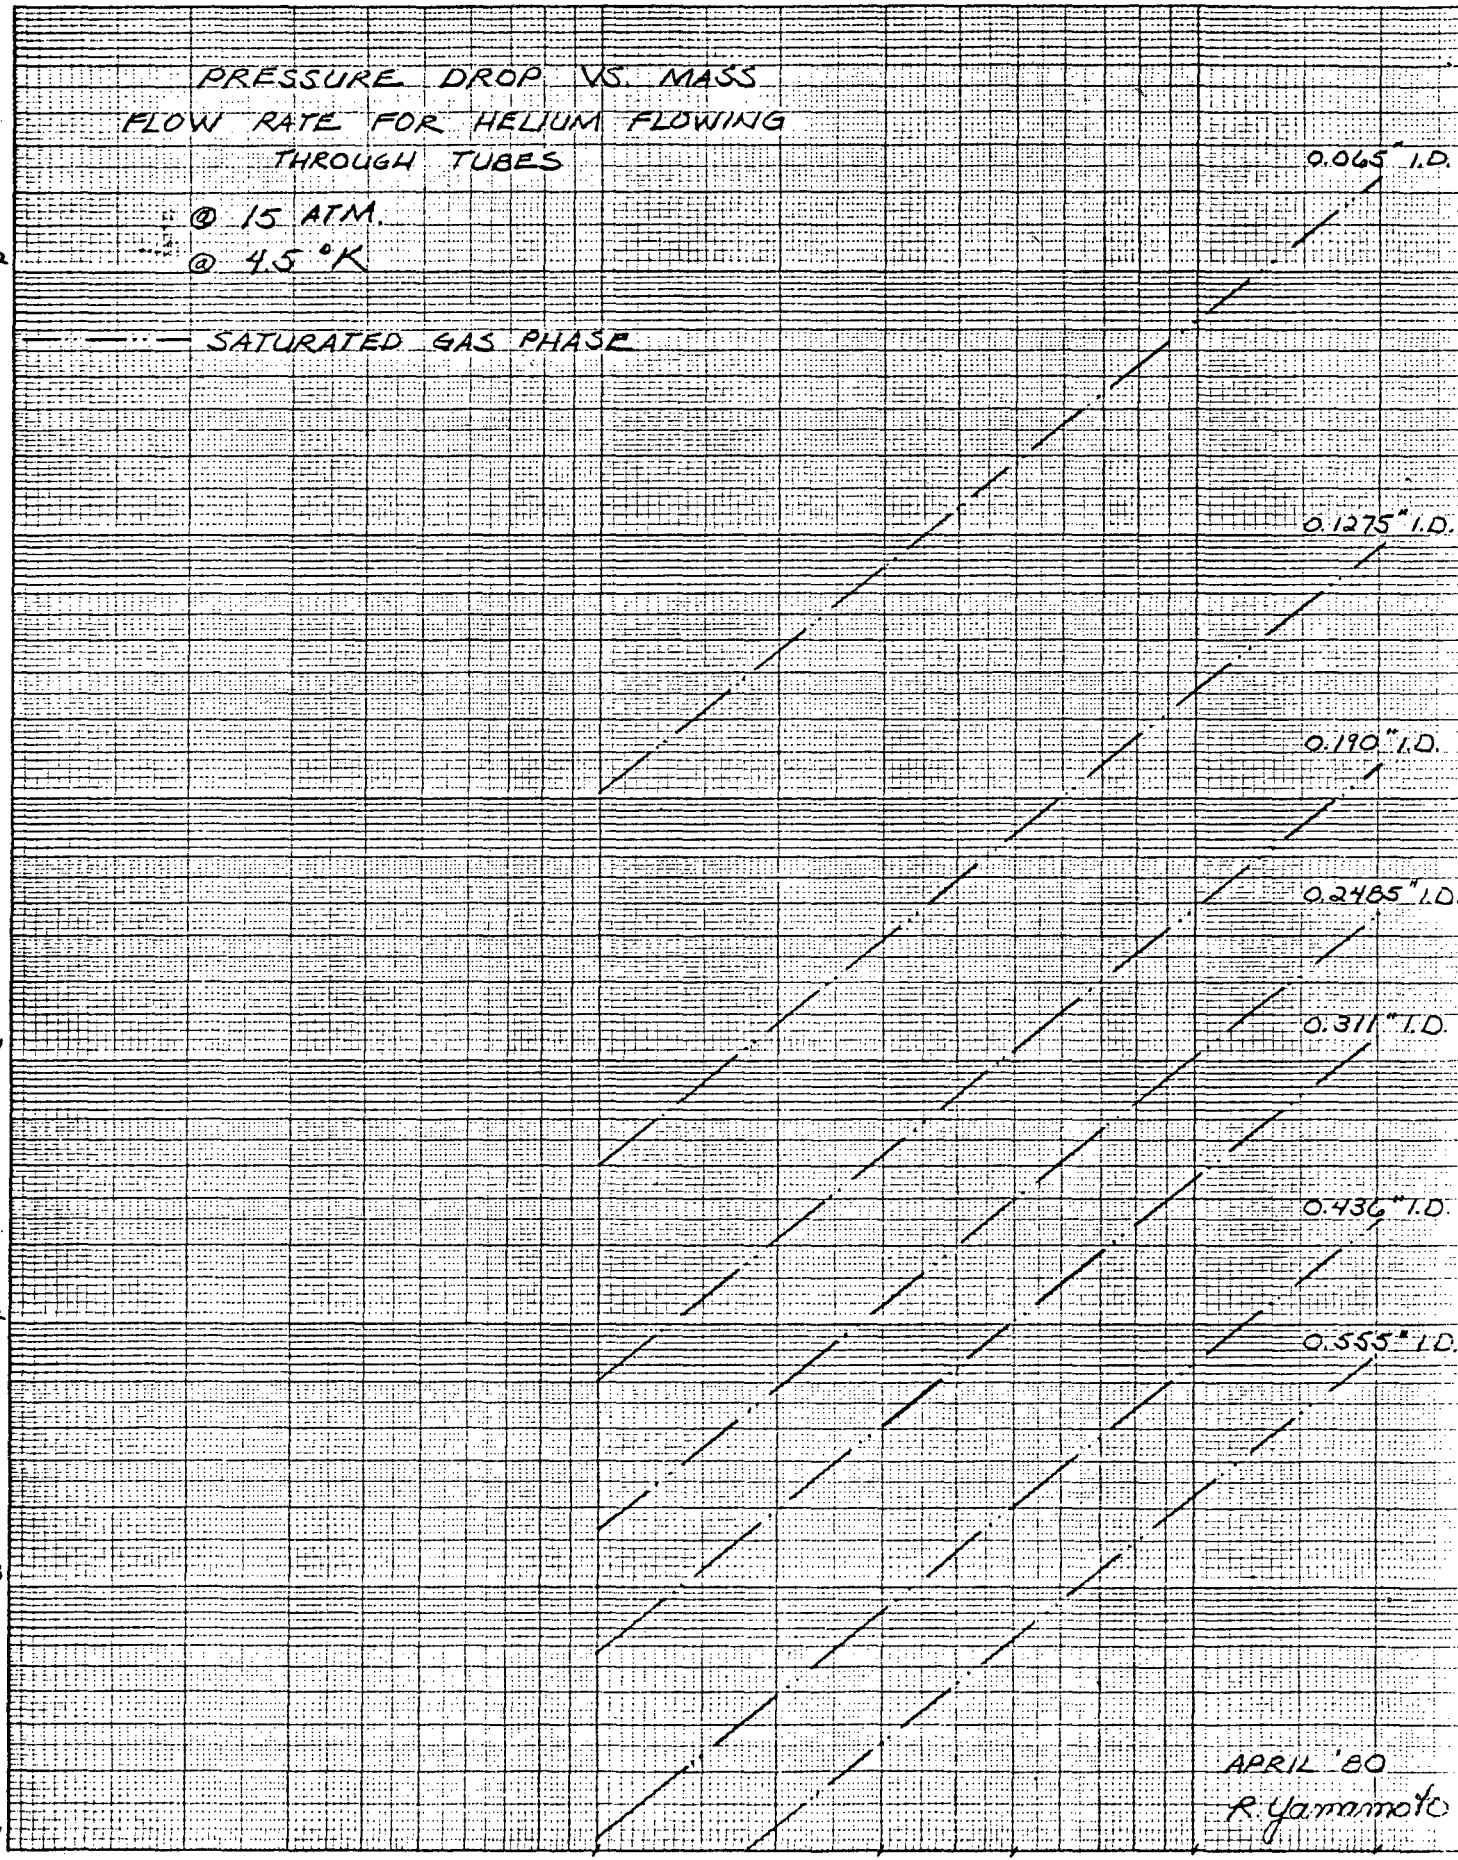 PRESSURE DROP VS. MASS
FLOW RATE FOR HELIUM FLOWING
THROUGH TUBES
@ 15 ATM.
@ 4.5 °K
SATURATED GAS PHASE
0.065" I.D.
0.1275" I.D.
0.190" I.D.
0.2485" I.D.
0.311" I.D.
0.436" I.D.
0.555" I.D.
APRIL '80
R. Yamamoto